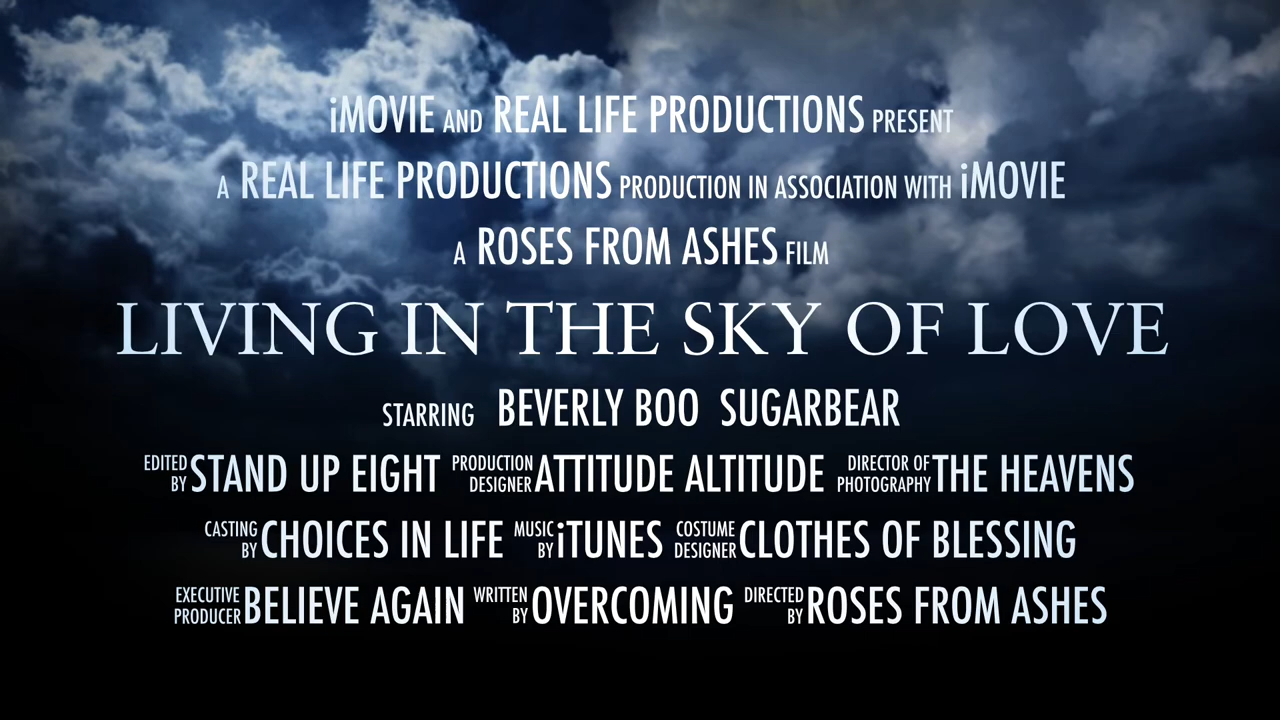 iMOVIE AND REAL LIFE PRODUCTIONS PRESENT
A REAL LIFE PRODUCTIONS PRODUCTION IN ASSOCIATION WITH iMOVIE
A ROSES FROM ASHES FILM
LIVING IN THE SKY OF LOVE
STARRING BEVERLY BOO SUGARBEAR
EDITED BY STAND UP EIGHT PRODUCTION DESIGNER ATTITUDE ALTITUDE DIRECTOR OF PHOTOGRAPHY THE HEAVENS
CASTING BY CHOICES IN LIFE MUSIC BY iTUNES COSTUME DESIGNER CLOTHES OF BLESSING
EXECUTIVE PRODUCER BELIEVE AGAIN WRITTEN BY OVERCOMING DIRECTED BY ROSES FROM ASHES